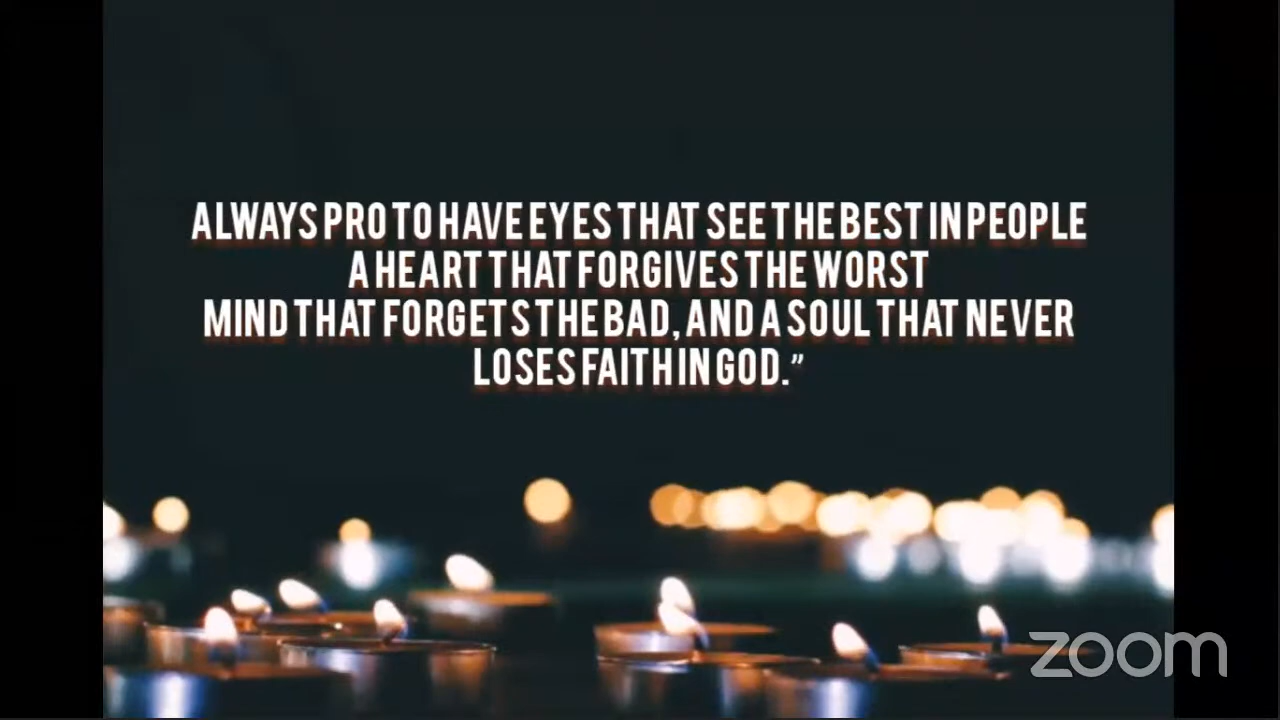 ALWAYS PRO TO HAVE EYES THAT SEE THE BEST IN PEOPLE
A HEART THAT FORGIVES THE WORST
MIND THAT FORGETS THE BAD, AND A SOUL THAT NEVER
LOSES FAITH IN GOD.”
zoom